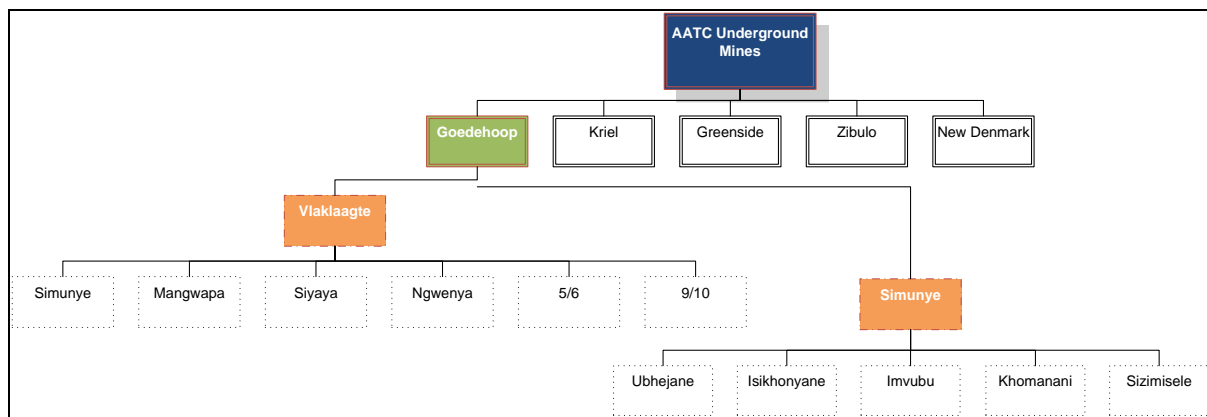 AATC Underground
Mines
Goedehoop
Kriel
Greenside
Zibulo
New Denmark
Vlaklaagte
Simunye
Mangwapa
Siyaya
Ngwenya
5/6
9/10
Simunye
Ubhejane
Isikhonyane
Imvubu
Khomanani
Sizimisele